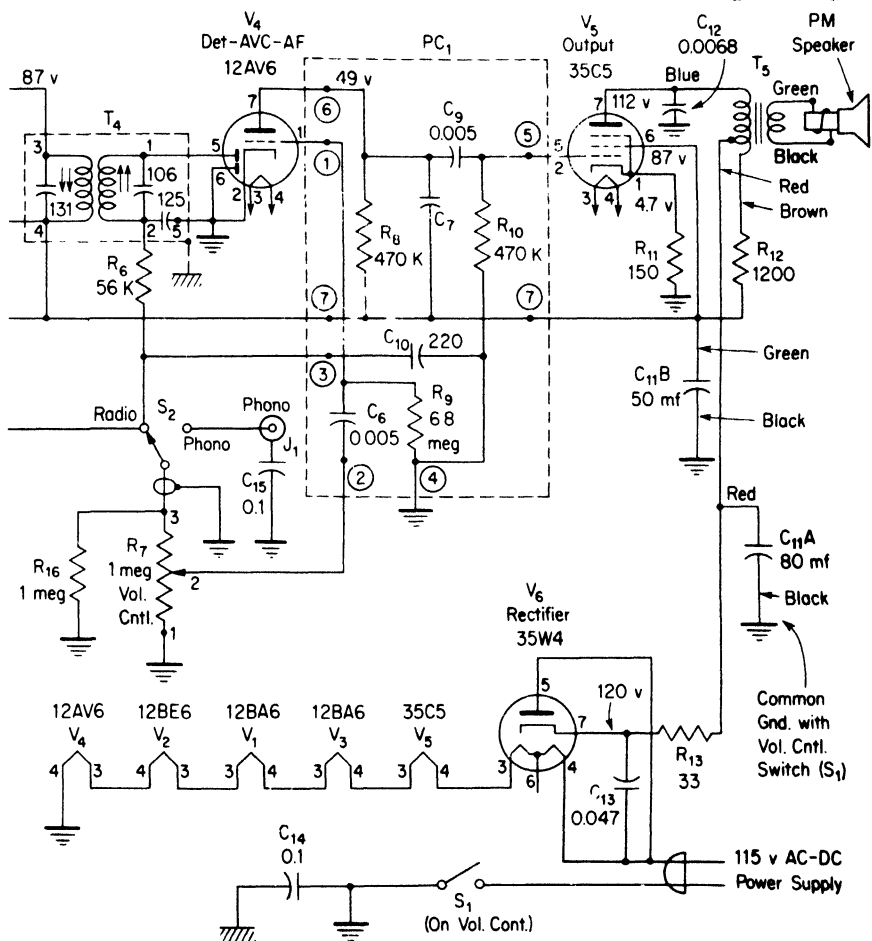 V4
Det-AVC-AF
12AV6
PC1
V5
Output
35C5
C12
0.0068
PM
Speaker
T5
Blue
Green
Black
Red
Brown
87 v
T4
3
4
131
1
106
125
2
5
7
5
6
2
3
4
1
49 v
6
1
C9
0.005
5
5
2
7
112 v
6
87 v
1
3
4
4.7 v
R6
56 K
R8
470 K
C7
R10
470 K
R11
150
R12
1200
7
7
C10 220
3
Green
C11B
50 mf
Black
Radio
S2
Phono
Phono
J1
C15
0.1
C6
0.005
R9
68
meg
2
4
Red
C11A
80 mf
Black
R16
1 meg
3
R7
1 meg
Vol.
Cntl.
2
1
V6
Rectifier
35W4
5
7
3
6
4
120 v
R13
33
C13
0.047
Common
Gnd. with
Vol. Cntl.
Switch (S1)
12AV6
V4
12BE6
V2
12BA6
V1
12BA6
V3
35C5
V5
4 3 4 3 3 4 3 4 3 4
C14
0.1
S1
(On Vol. Cont.)
115 v AC-DC
Power Supply